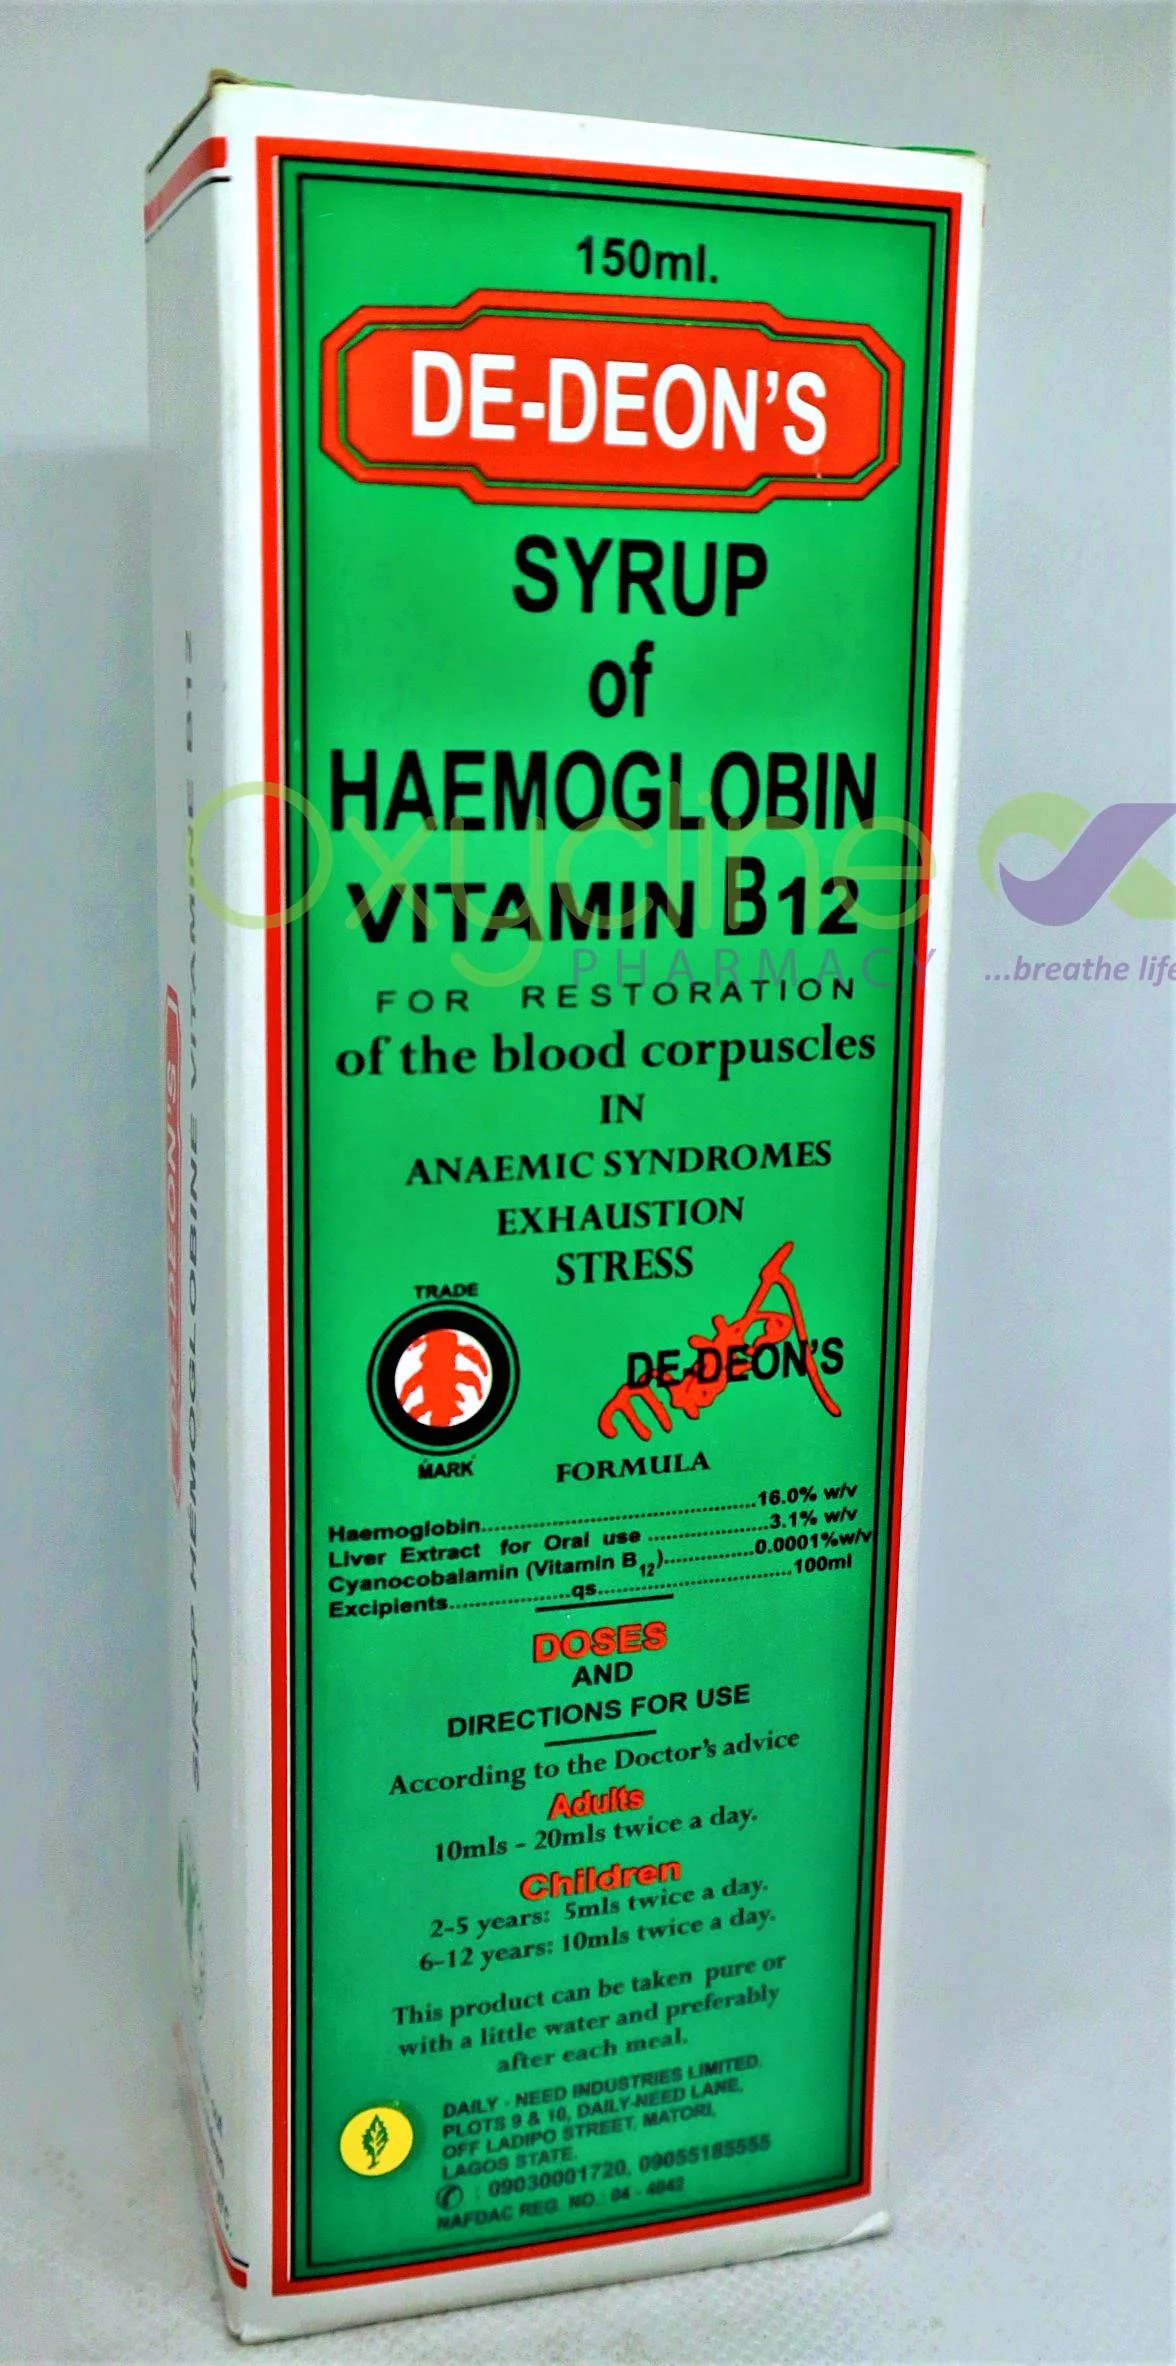 150ml.
DE-DEON'S
SYRUP
of
HAEMOGLOBIN
VITAMIN B12
FOR RESTORATION
of the blood corpuscles
IN
ANAEMIC SYNDROMES
EXHAUSTION
STRESS
TRADE
MARK
DE-DEON'S
FORMULA
Haemoglobin..........................................16.0% w/v
Liver Extract for Oral use ..................3.1% w/v
Cyanocobalamin (Vitamin B12)...............0.0001%w/v
Excipients...................qs..............................100ml
DOSES
AND
DIRECTIONS FOR USE
According to the Doctor's advice
Adults
10mls - 20mls twice a day.
Children
2-5 years: 5mls twice a day.
6-12 years: 10mls twice a day.
This product can be taken pure or
with a little water and preferably
after each meal.
DAILY - NEED INDUSTRIES LIMITED.
PLOTS 9 & 10, DAILY-NEED LANE,
OFF LADIPO STREET, MATORI,
LAGOS STATE.
: 09030001720, 09055185555
NAFDAC REG. NO.: 04 - 4042
SIROP HEMOGLOBINE VITAMINE B12
Oxycline
PHARMACY
...breathe life